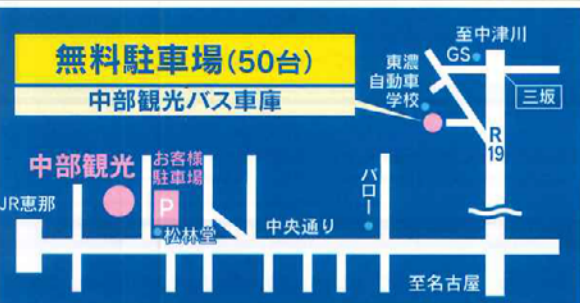 無料駐車場(50台)
中部観光バス車庫
至中津川
GS
東濃
自動車
学校
三坂
R
19
中部観光
お客様
駐車場
P
JR恵那
松林堂
中央通り
バロー
至名古屋